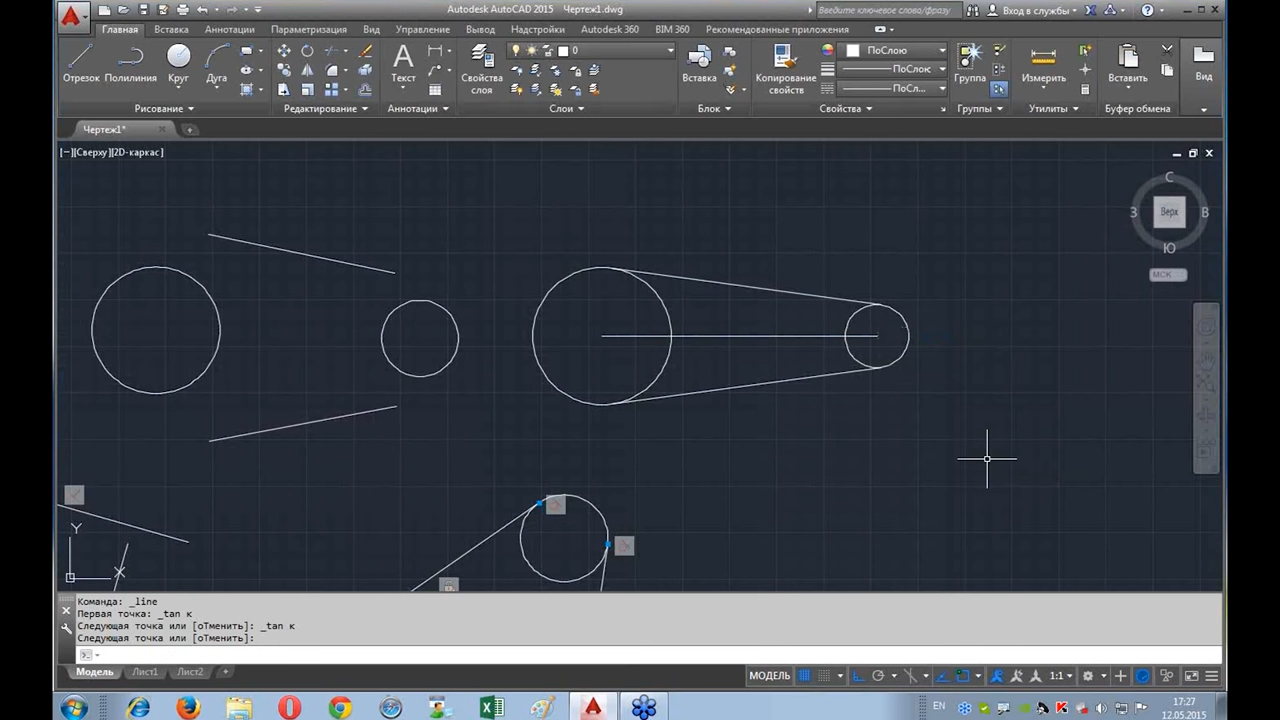 Autodesk AutoCAD 2015 Чертеж1.dwg
Введите ключевое слово/фразу
Вход в службы
Главная Вставка Аннотации Параметризация Вид Управление Вывод Надстройки Autodesk 360 BIM 360 Рекомендованные приложения
Отрезок Полилиния Круг Дуга
Текст
Свойства слоя
0
Вставка
Копирование свойств
ПоСлою
ПоСлою
ПоСл...
Группа
Измерить
Вставить
Вид
Рисование Редактирование Аннотации Слои Блок Свойства Группы Утилиты Буфер обмена
Чертеж1*
[−][Сверху][2D-каркас]
С
З Верх В
Ю
МСК
Y
X
Команда: _line
Первая точка: _tan к
Следующая точка или [оТменить]: _tan к
Следующая точка или [оТменить]:
Модель Лист1 Лист2 +
МОДЕЛЬ 1:1
EN
17:27
12.05.2015